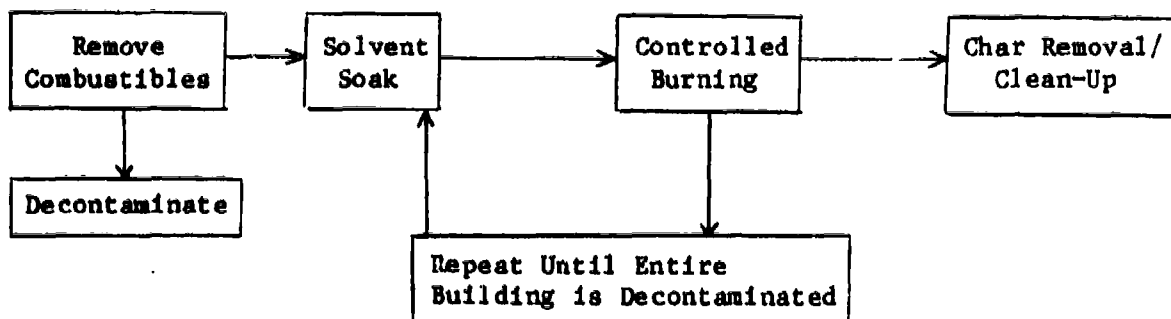 Remove
Combustibles
Solvent
Soak
Controlled
Burning
Char Removal/
Clean-Up
Decontaminate
Repeat Until Entire
Building is Decontaminated